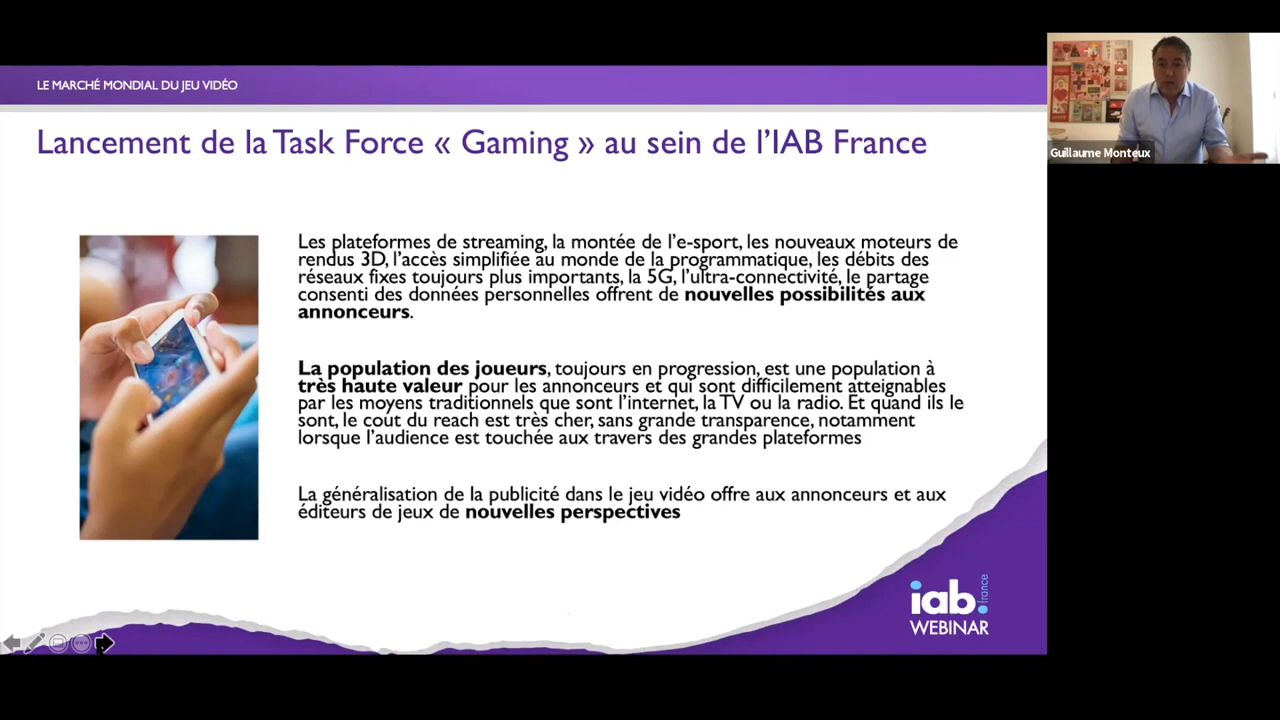 LE MARCHÉ MONDIAL DU JEU VIDÉO
Lancement de la Task Force « Gaming » au sein de l'IAB France
Guillaume Monteux
Les plateformes de streaming, la montée de l'e-sport, les nouveaux moteurs de
rendus 3D, l'accès simplifiée au monde de la programmatique, les débits des
réseaux fixes toujours plus importants, la 5G, l'ultra-connectivité, le partage
consenti des données personnelles offrent de nouvelles possibilités aux
annonceurs.
La population des joueurs, toujours en progression, est une population à
très haute valeur pour les annonceurs et qui sont difficilement atteignables
par les moyens traditionnels que sont l'internet, la TV ou la radio. Et quand ils le
sont, le cout du reach est très cher, sans grande transparence, notamment
lorsque l'audience est touchée aux travers des grandes plateformes
La généralisation de la publicité dans le jeu vidéo offre aux annonceurs et aux
éditeurs de jeux de nouvelles perspectives
iab france
WEBINAR